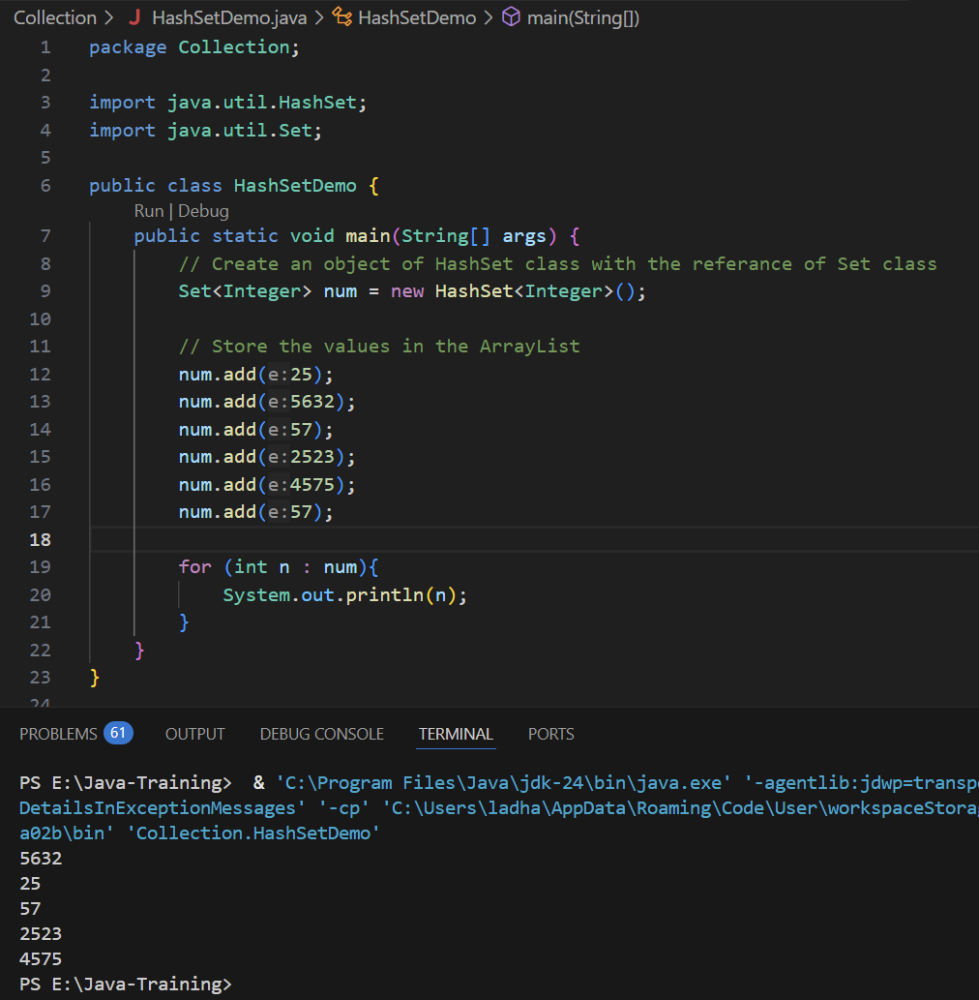 Collection > HashSetDemo.java > HashSetDemo > main(String[])
1 package Collection;
2
3 import java.util.HashSet;
4 import java.util.Set;
5
6 public class HashSetDemo {
Run | Debug
7 public static void main(String[] args) {
8 // Create an object of HashSet class with the referance of Set class
9 Set<Integer> num = new HashSet<Integer>();
10
11 // Store the values in the ArrayList
12 num.add(e:25);
13 num.add(e:5632);
14 num.add(e:57);
15 num.add(e:2523);
16 num.add(e:4575);
17 num.add(e:57);
18
19 for (int n : num){
20 System.out.println(n);
21 }
22 }
23 }
24
PROBLEMS 61 OUTPUT DEBUG CONSOLE TERMINAL PORTS
PS E:\Java-Training>  & 'C:\Program Files\Java\jdk-24\bin\java.exe' '-agentlib:jdwp=transp
DetailsInExceptionMessages' '-cp' 'C:\Users\ladha\AppData\Roaming\Code\User\workspaceStora
a02b\bin' 'Collection.HashSetDemo'
5632
25
57
2523
4575
PS E:\Java-Training>